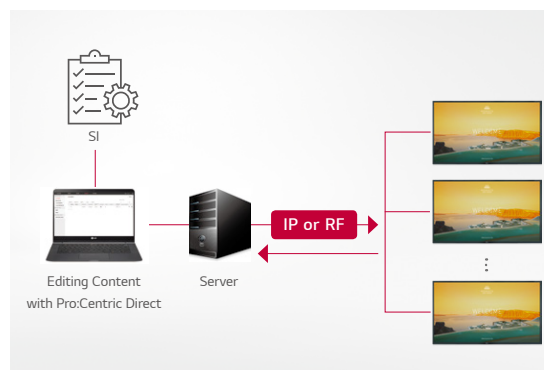 SI
IP or RF
Editing Content
with Pro:Centric Direct
Server